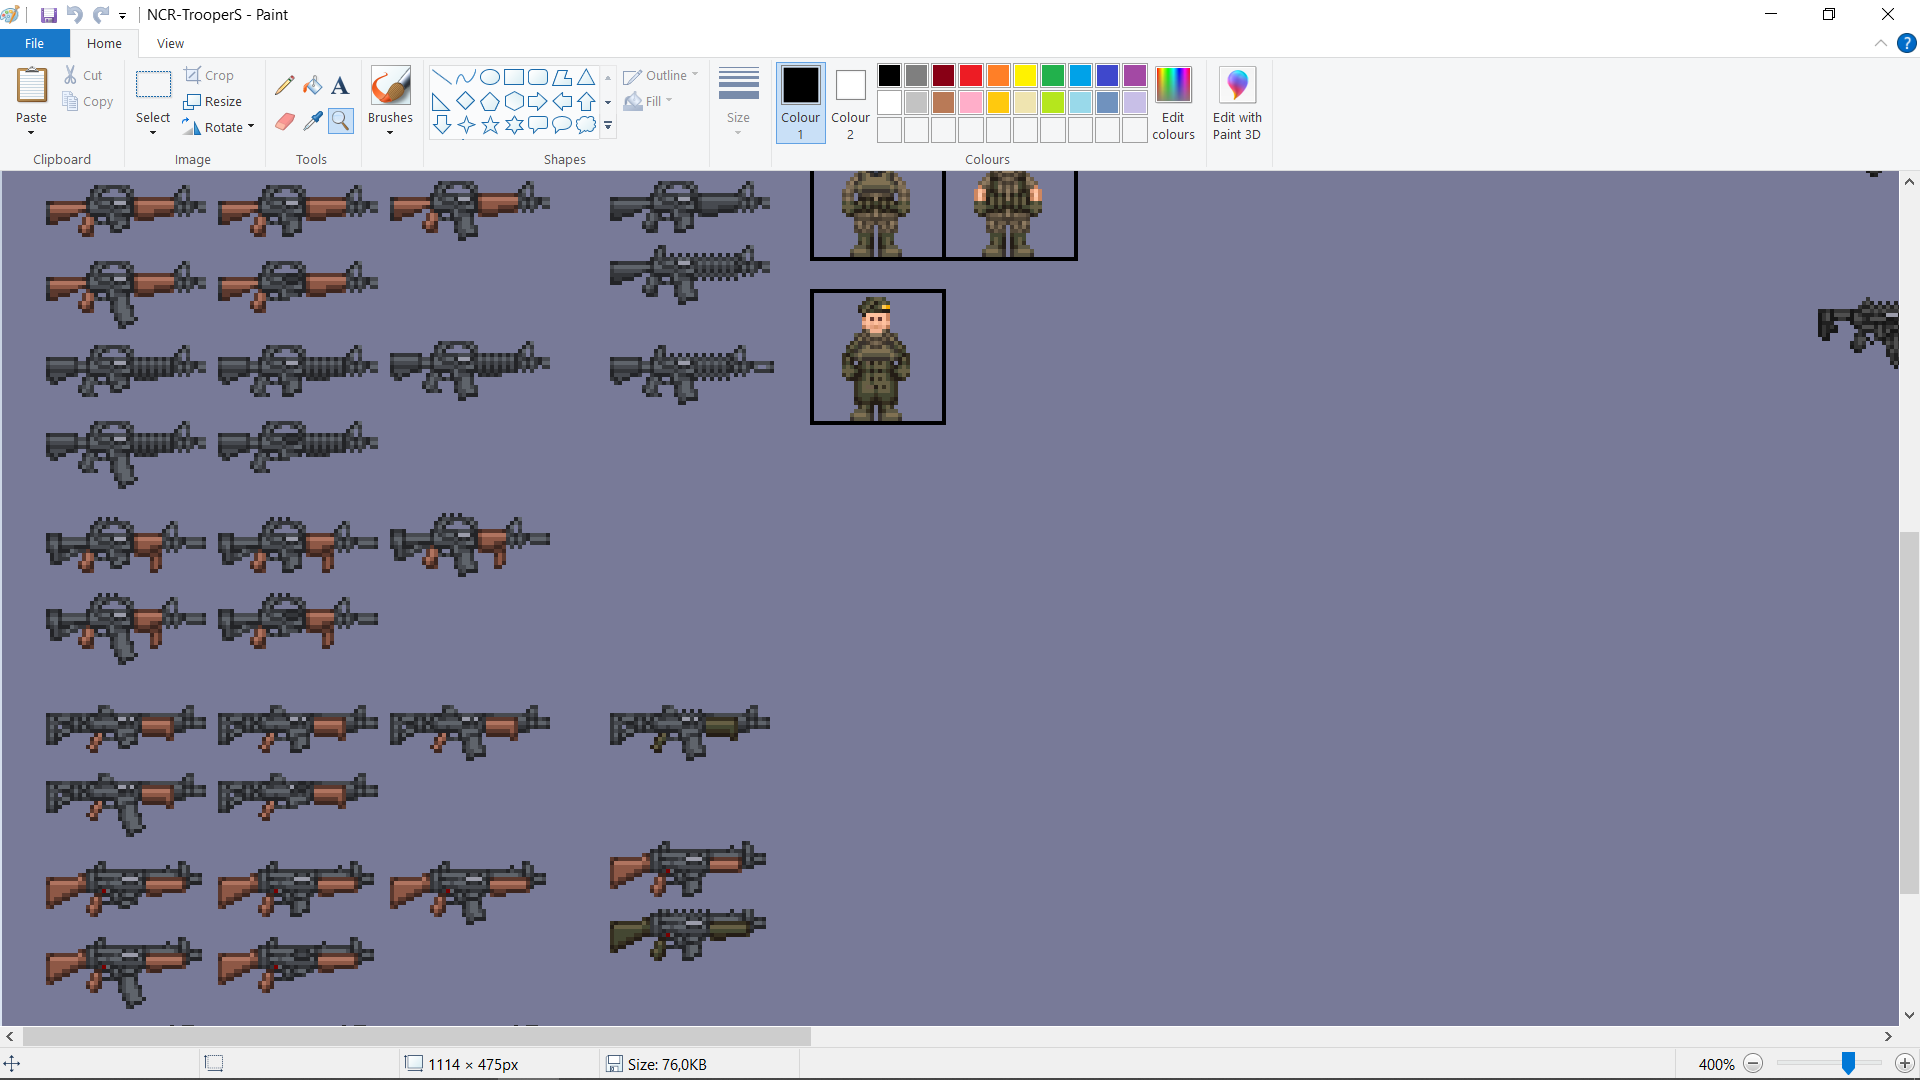 NCR-TrooperS - Paint
File Home View
Paste
Cut
Copy
Clipboard
Select
Crop
Resize
Rotate
Image
A
Tools
Brushes
Outline
Fill
Shapes
Size
Colour 1
Colour 2
Edit colours
Colours
Edit with Paint 3D
?
1114 × 475px
Size: 76,0KB
400%